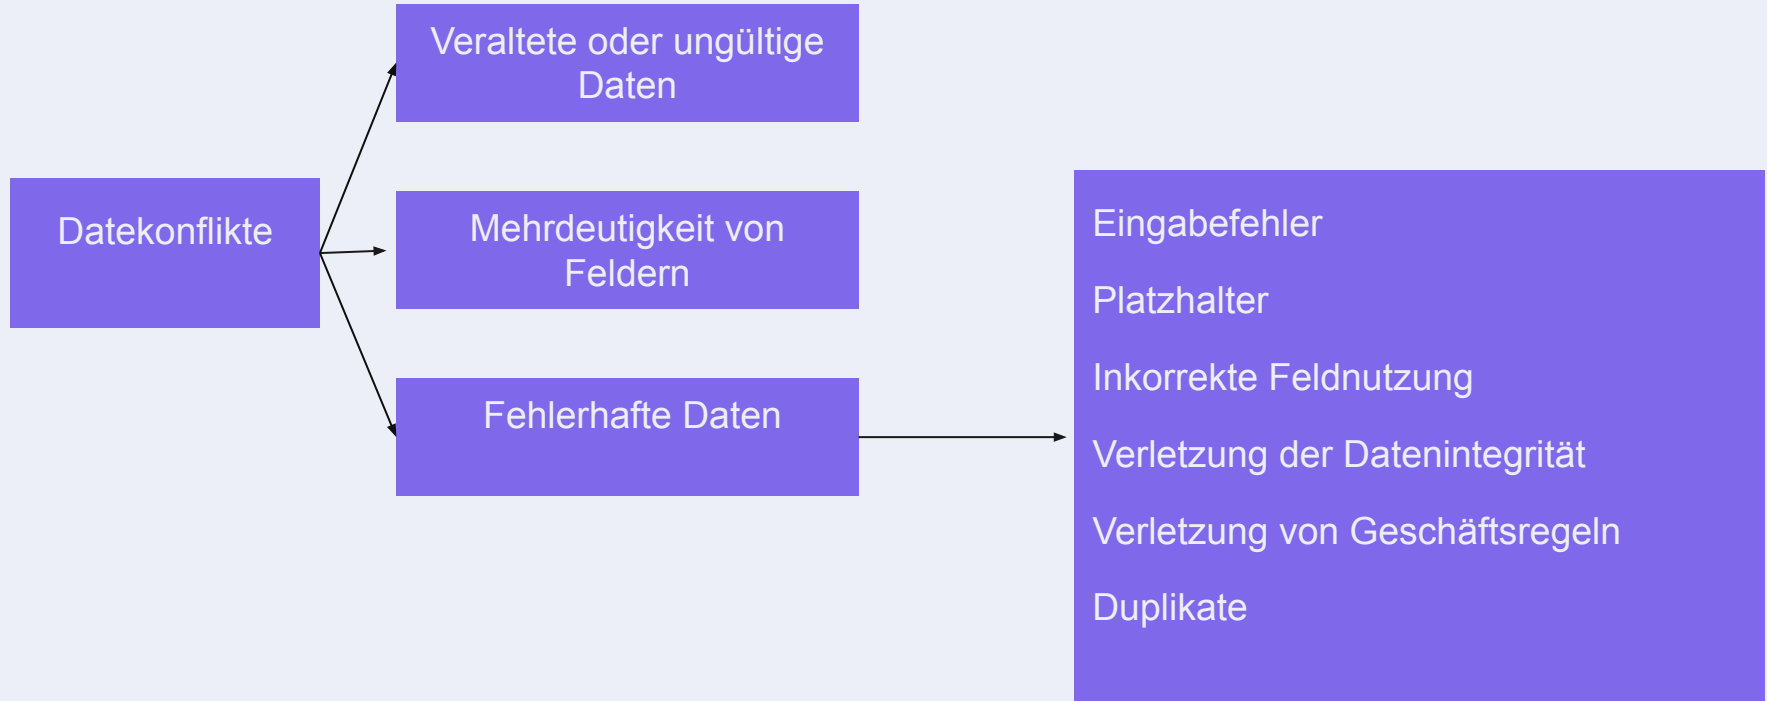 Datekonflikte
Veraltete oder ungültige
Daten
Mehrdeutigkeit von
Feldern
Fehlerhafte Daten
Eingabefehler
Platzhalter
Inkorrekte Feldnutzung
Verletzung der Datenintegrität
Verletzung von Geschäftsregeln
Duplikate